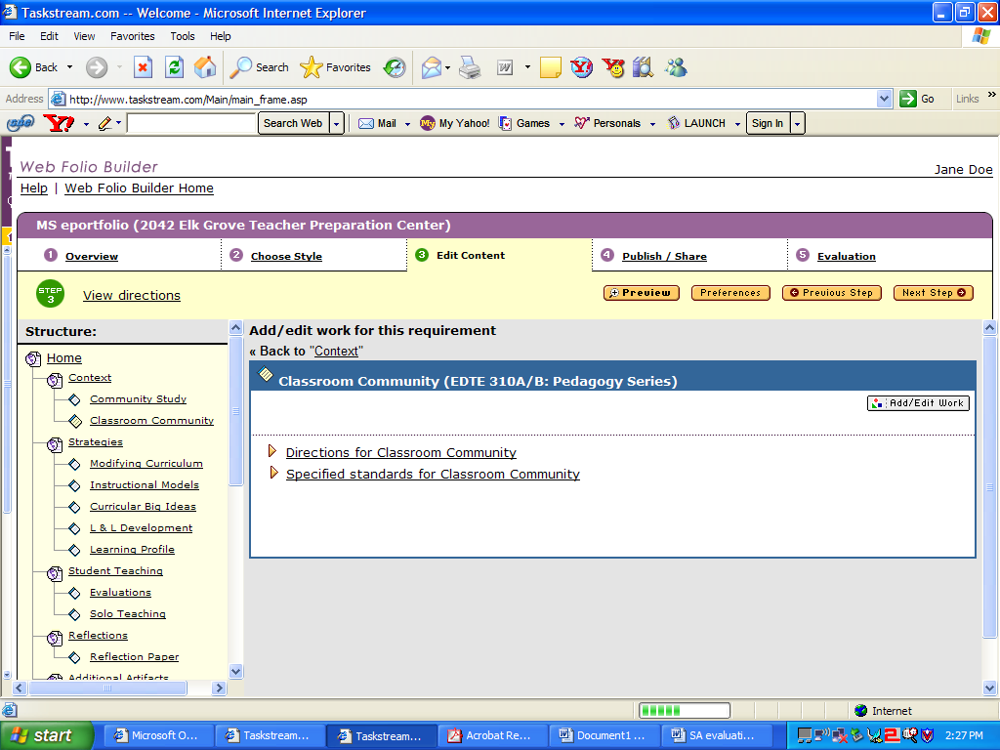 Taskstream.com -- Welcome - Microsoft Internet Explorer
File Edit View Favorites Tools Help
Back Search Favorites
Address http://www.taskstream.com/Main/main_frame.asp Go Links »
Y! Search Web Mail My Yahoo! Games Personals LAUNCH Sign In
Web Folio Builder
Jane Doe
Help | Web Folio Builder Home
MS eportfolio (2042 Elk Grove Teacher Preparation Center)
1 Overview 2 Choose Style 3 Edit Content 4 Publish / Share 5 Evaluation
STEP 3 View directions Preview Preferences Previous Step Next Step
Structure:
Home
Context
Community Study
Classroom Community
Strategies
Modifying Curriculum
Instructional Models
Curricular Big Ideas
L & L Development
Learning Profile
Student Teaching
Evaluations
Solo Teaching
Reflections
Reflection Paper
Additional Artifacts
Add/edit work for this requirement
« Back to "Context"
Classroom Community (EDTE 310A/B: Pedagogy Series)
Add/Edit Work
Directions for Classroom Community
Specified standards for Classroom Community
Internet
start Microsoft O... Taskstream... Taskstream... Acrobat Re... Document1 ... SA evaluati... 2:27 PM